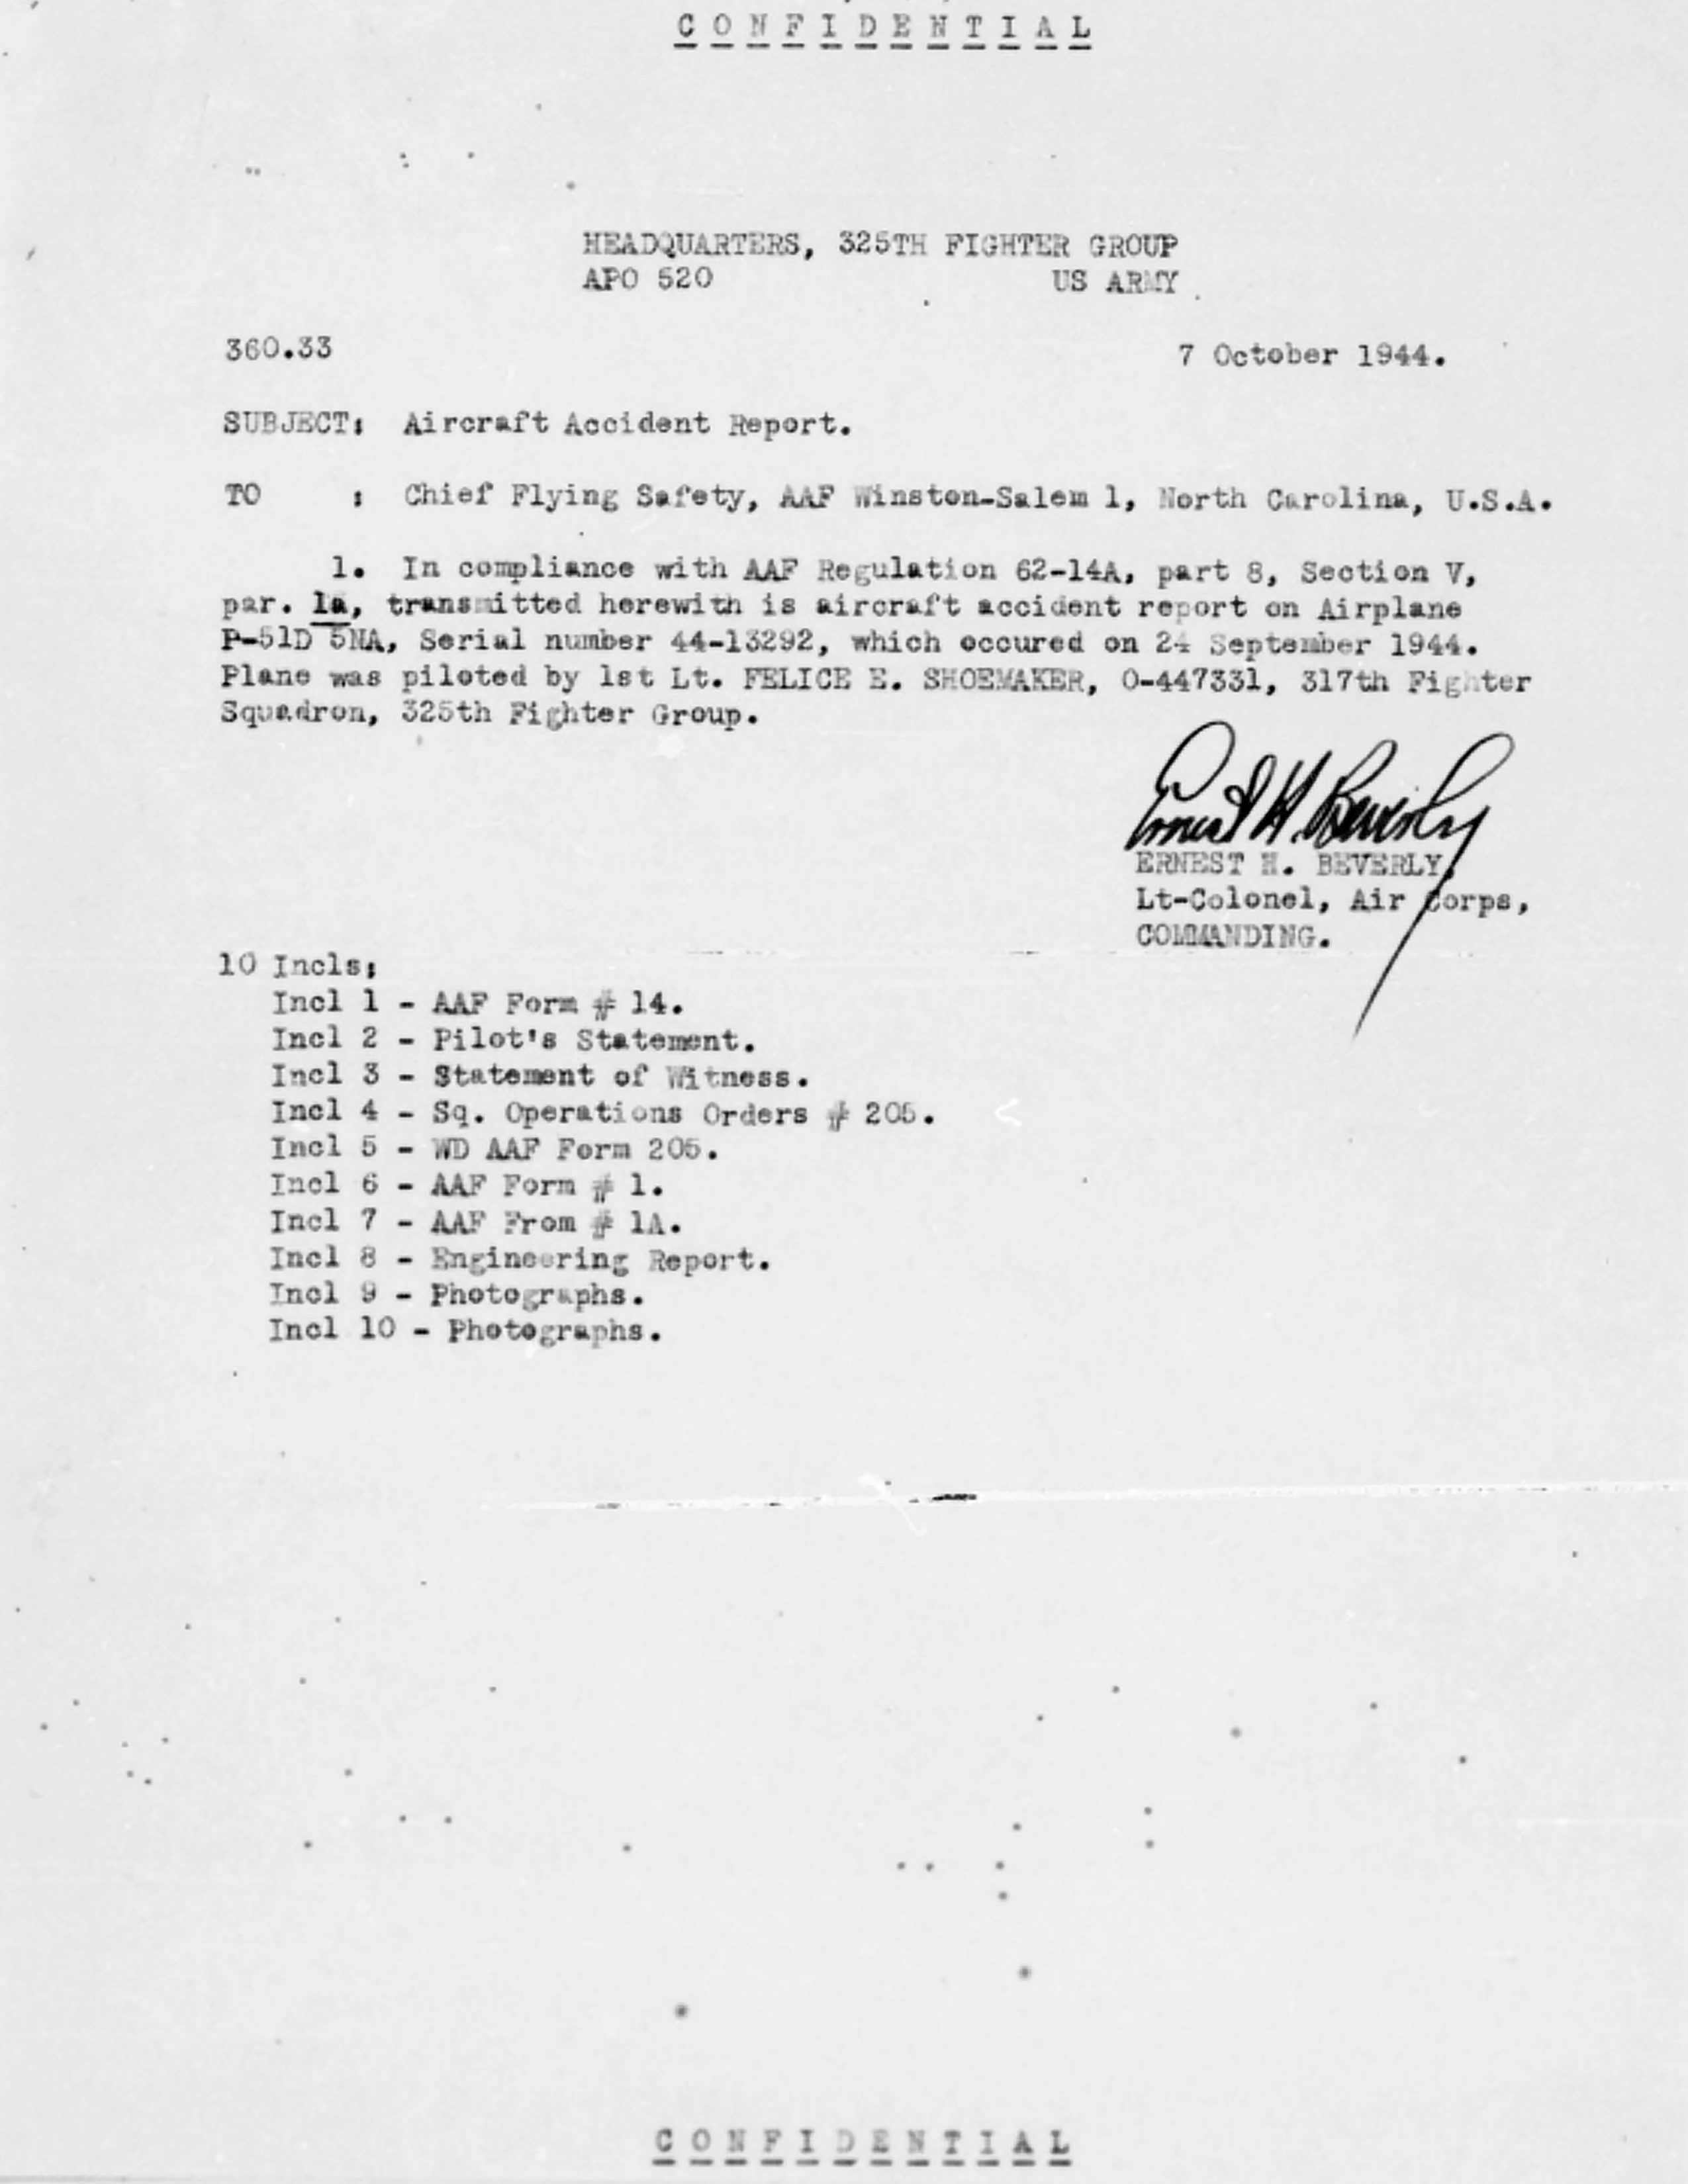 CONFIDENTIAL
HEADQUARTERS, 325TH FIGHTER GROUP
APO 520 US ARMY
360.33 7 October 1944.
SUBJECT: Aircraft Accident Report.
TO : Chief Flying Safety, AAF Winston-Salem 1, North Carolina, U.S.A.
1. In compliance with AAF Regulation 62-14A, part 8, Section V,
par. 1a, transmitted herewith is aircraft accident report on Airplane
P-51D 5NA, Serial number 44-13292, which occured on 24 September 1944.
Plane was piloted by 1st Lt. FELICE E. SHOEMAKER, O-447331, 317th Fighter
Squadron, 325th Fighter Group.
Ernest H. Beverly
ERNEST H. BEVERLY,
Lt-Colonel, Air Corps,
COMMANDING.
10 Incls:
Incl 1 - AAF Form # 14.
Incl 2 - Pilot's Statement.
Incl 3 - Statement of Witness.
Incl 4 - Sq. Operations Orders # 205.
Incl 5 - WD AAF Form 205.
Incl 6 - AAF Form # 1.
Incl 7 - AAF From # 1A.
Incl 8 - Engineering Report.
Incl 9 - Photographs.
Incl 10 - Photographs.
CONFIDENTIAL